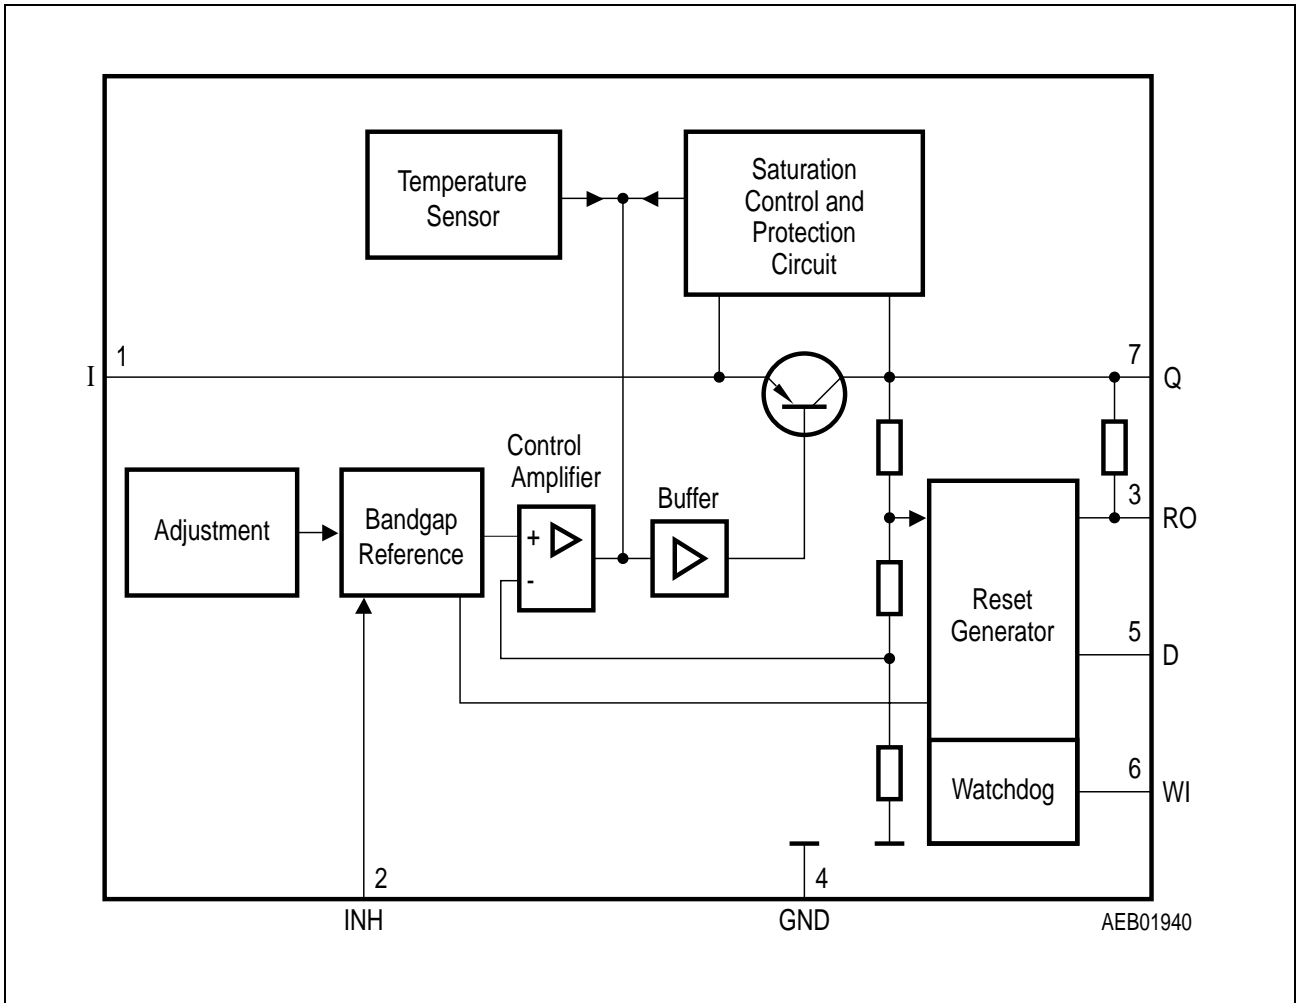 Temperature
Sensor
Saturation
Control and
Protection
Circuit
1
I
7
Q
Control
Amplifier
Buffer
Adjustment
Bandgap
Reference
+
-
3
RO
Reset
Generator
5
D
Watchdog
6
WI
2
INH
4
GND
AEB01940